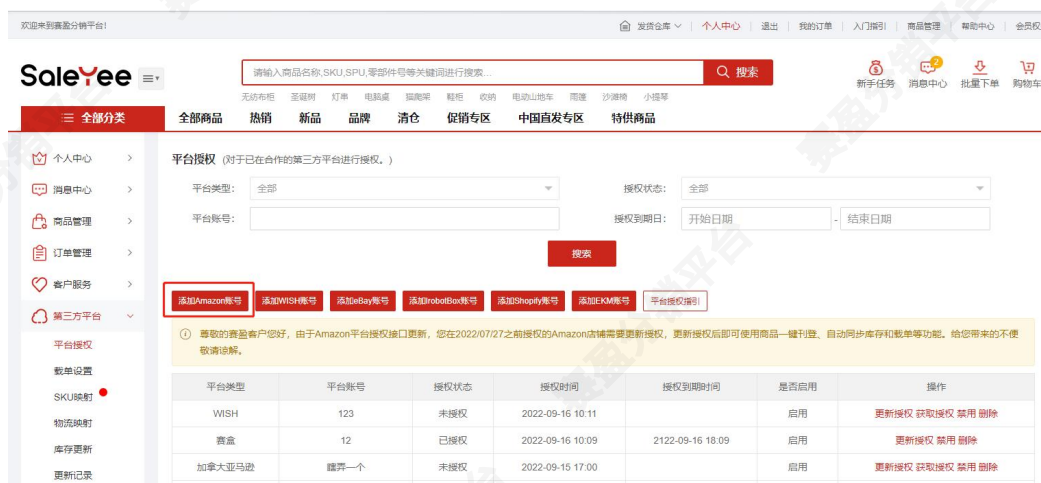 欢迎来到赛盈分销平台!
发货仓库 个人中心 退出 我的订单 入门指引 商品管理 帮助中心 会员权
SaleYee
请输入商品名称,SKU,SPU,零部件号等关键词进行搜索...
搜索
新手任务 消息中心 2 批量下单 购物车
无纺布柜 圣诞树 灯串 电脑桌 猫爬架 鞋柜 收纳 电动山地车 雨篷 沙滩椅 小提琴
全部分类 全部商品 热销 新品 品牌 清仓 促销专区 中国直发专区 特供商品
个人中心
消息中心
商品管理
订单管理
客户服务
第三方平台
平台授权
载单设置
SKU映射
物流映射
库存更新
更新记录
平台授权 (对于已在合作的第三方平台进行授权。)
平台类型: 全部 授权状态: 全部
平台账号: 授权到期日: 开始日期 - 结束日期
搜索
添加Amazon账号 添加WISH账号 添加eBay账号 添加IrobotBox账号 添加Shopify账号 添加EKM账号 平台授权指引
尊敬的赛盈客户您好，由于Amazon平台授权接口更新，您在2022/07/27之前授权的Amazon店铺需要更新授权，更新授权后即可使用商品一键刊登、自动同步库存和载单等功能。给您带来的不便
敬请谅解。
平台类型 平台账号 授权状态 授权时间 授权到期时间 是否启用 操作
WISH 123 未授权 2022-09-16 10:11 启用 更新授权 获取授权 禁用 删除
赛盒 12 已授权 2022-09-16 10:09 2122-09-16 18:09 启用 更新授权 禁用 删除
加拿大亚马逊 瞎弄一个 未授权 2022-09-15 17:00 启用 更新授权 获取授权 禁用 删除
赛盈分销平台